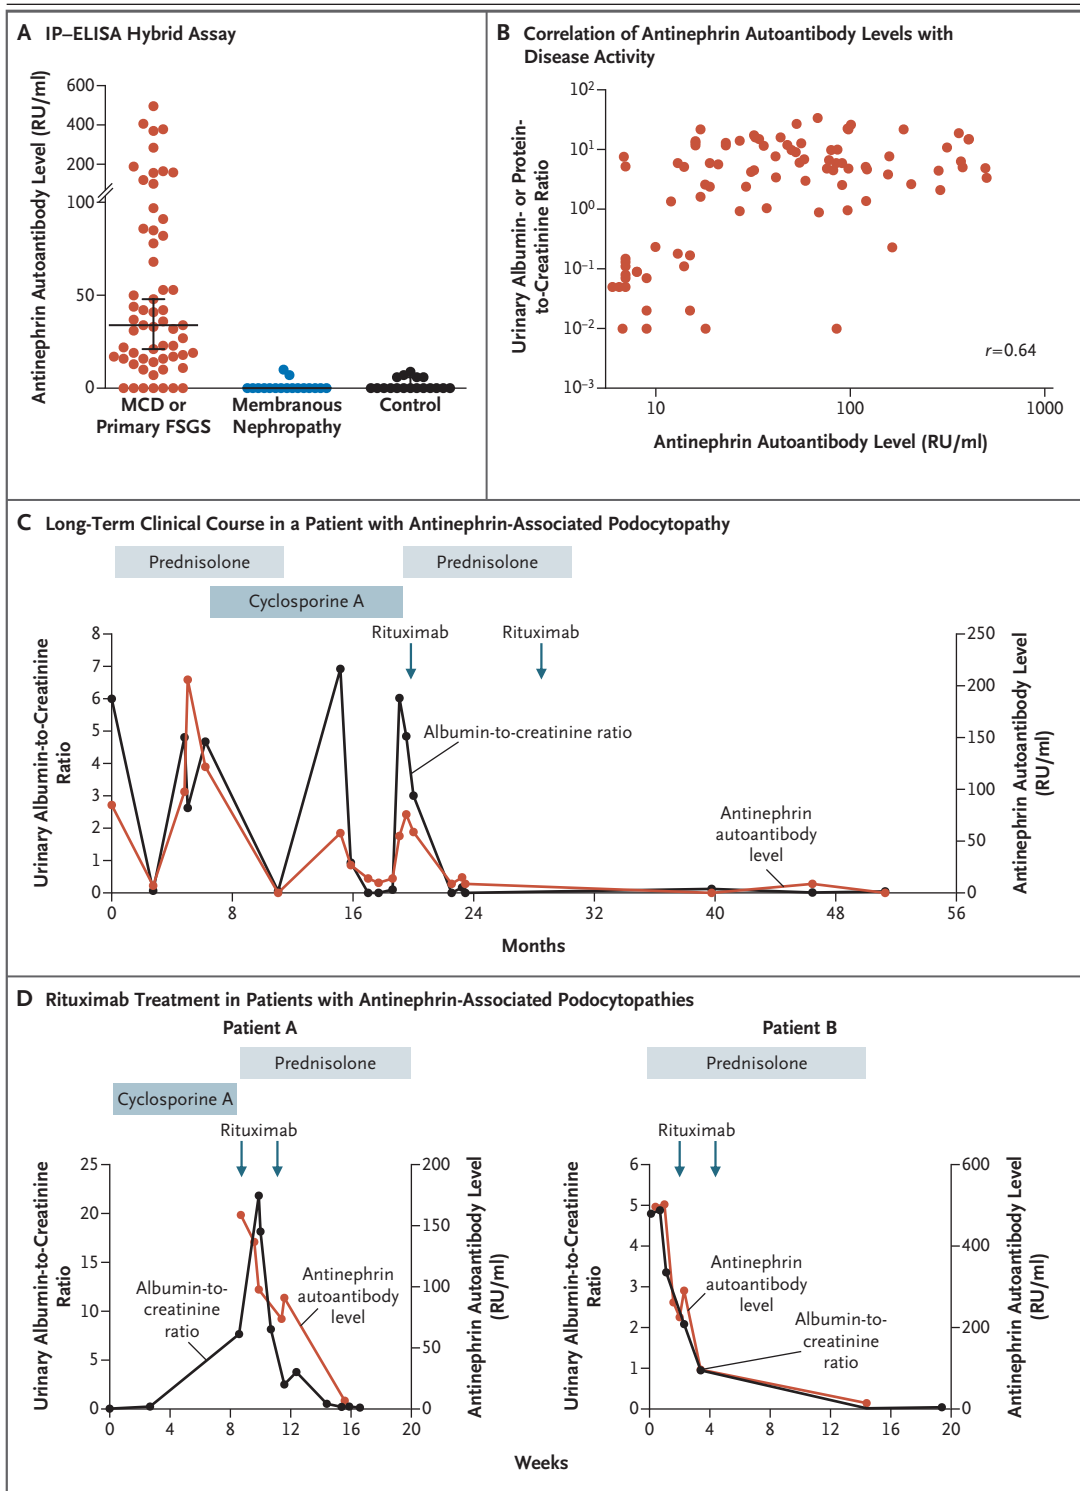 A IP–ELISA Hybrid Assay
Antinephrin Autoantibody Level (RU/ml)
600
400
200
100
50
0
MCD or
Primary FSGS
Membranous
Nephropathy
Control
B Correlation of Antinephrin Autoantibody Levels with
Disease Activity
Urinary Albumin- or Protein-
to-Creatinine Ratio
10²
10¹
10⁰
10⁻¹
10⁻²
10⁻³
r=0.64
10
100
1000
Antinephrin Autoantibody Level (RU/ml)
C Long-Term Clinical Course in a Patient with Antinephrin-Associated Podocytopathy
Prednisolone
Prednisolone
Cyclosporine A
Rituximab
Rituximab
Urinary Albumin-to-Creatinine
Ratio
8
7
6
5
4
3
2
1
0
Albumin-to-creatinine ratio
Antinephrin
autoantibody
level
250
200
150
100
50
0
Antinephrin Autoantibody Level
(RU/ml)
0
8
16
24
32
40
48
56
Months
D Rituximab Treatment in Patients with Antinephrin-Associated Podocytopathies
Patient A
Prednisolone
Cyclosporine A
Rituximab
Urinary Albumin-to-Creatinine
Ratio
25
20
15
10
5
0
Albumin-to-
creatinine
ratio
Antinephrin
autoantibody
level
200
150
100
50
0
Antinephrin Autoantibody Level
(RU/ml)
0
4
8
12
16
20
Patient B
Prednisolone
Rituximab
Urinary Albumin-to-Creatinine
Ratio
6
5
4
3
2
1
0
Antinephrin
autoantibody
level
Albumin-to-
creatinine
ratio
600
400
200
0
Antinephrin Autoantibody Level
(RU/ml)
0
4
8
12
16
20
Weeks